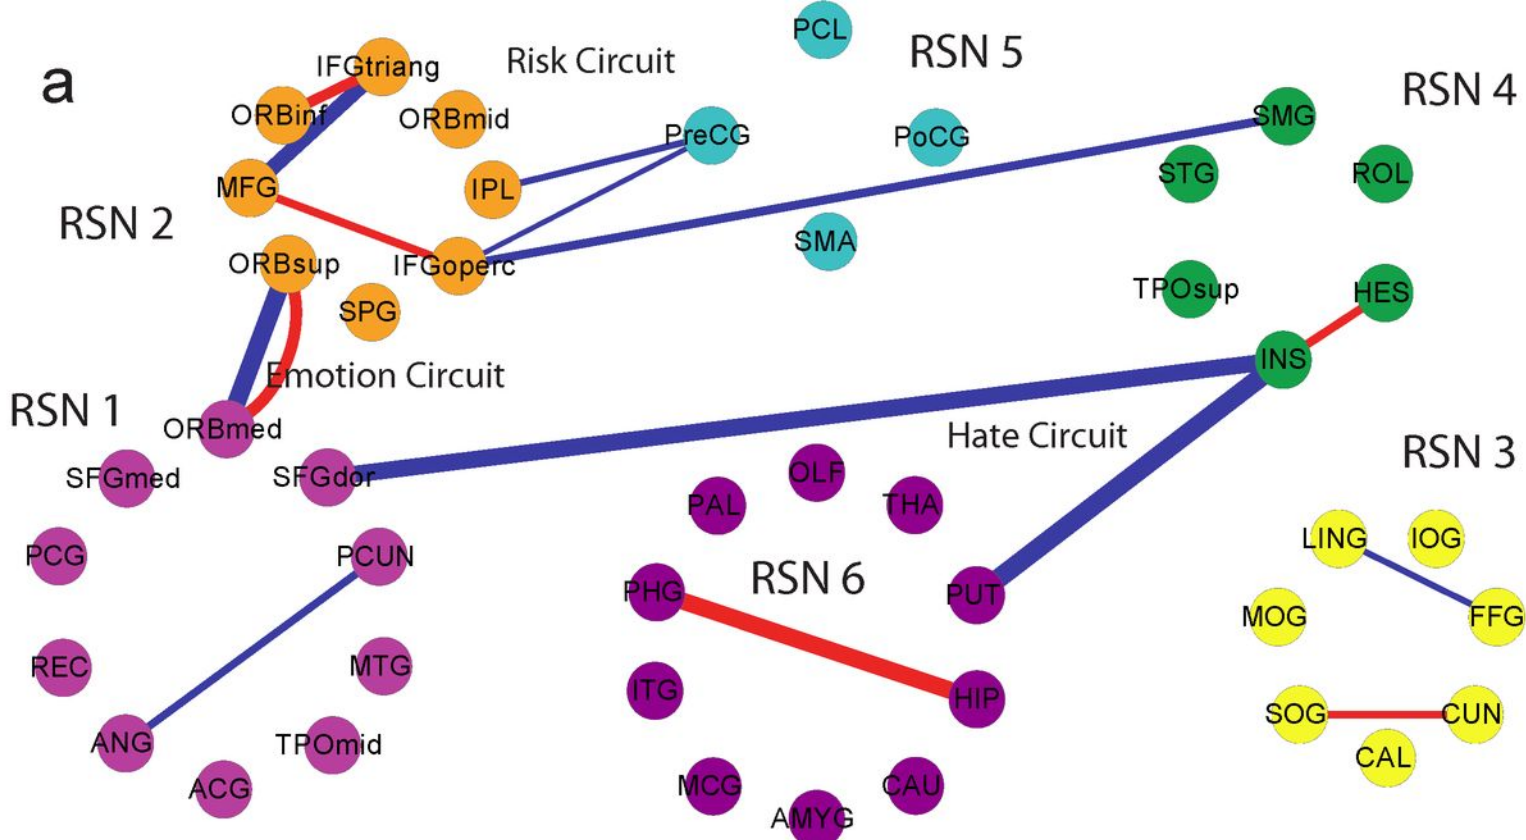 a
Risk Circuit
RSN 5
RSN 4
RSN 2
IFGtriang
ORBinf
ORBmid
MFG
IPL
ORBsup
IFGoperc
SPG
PCL
PreCG
PoCG
SMA
SMG
STG
ROL
TPOsup
HES
INS
Emotion Circuit
RSN 1
Hate Circuit
RSN 3
ORBmed
SFGmed
SFGdor
PCG
PCUN
REC
MTG
ANG
TPOmid
ACG
OLF
PAL
THA
RSN 6
PHG
PUT
ITG
HIP
MCG
CAU
AMYG
LING
IOG
MOG
FFG
SOG
CUN
CAL